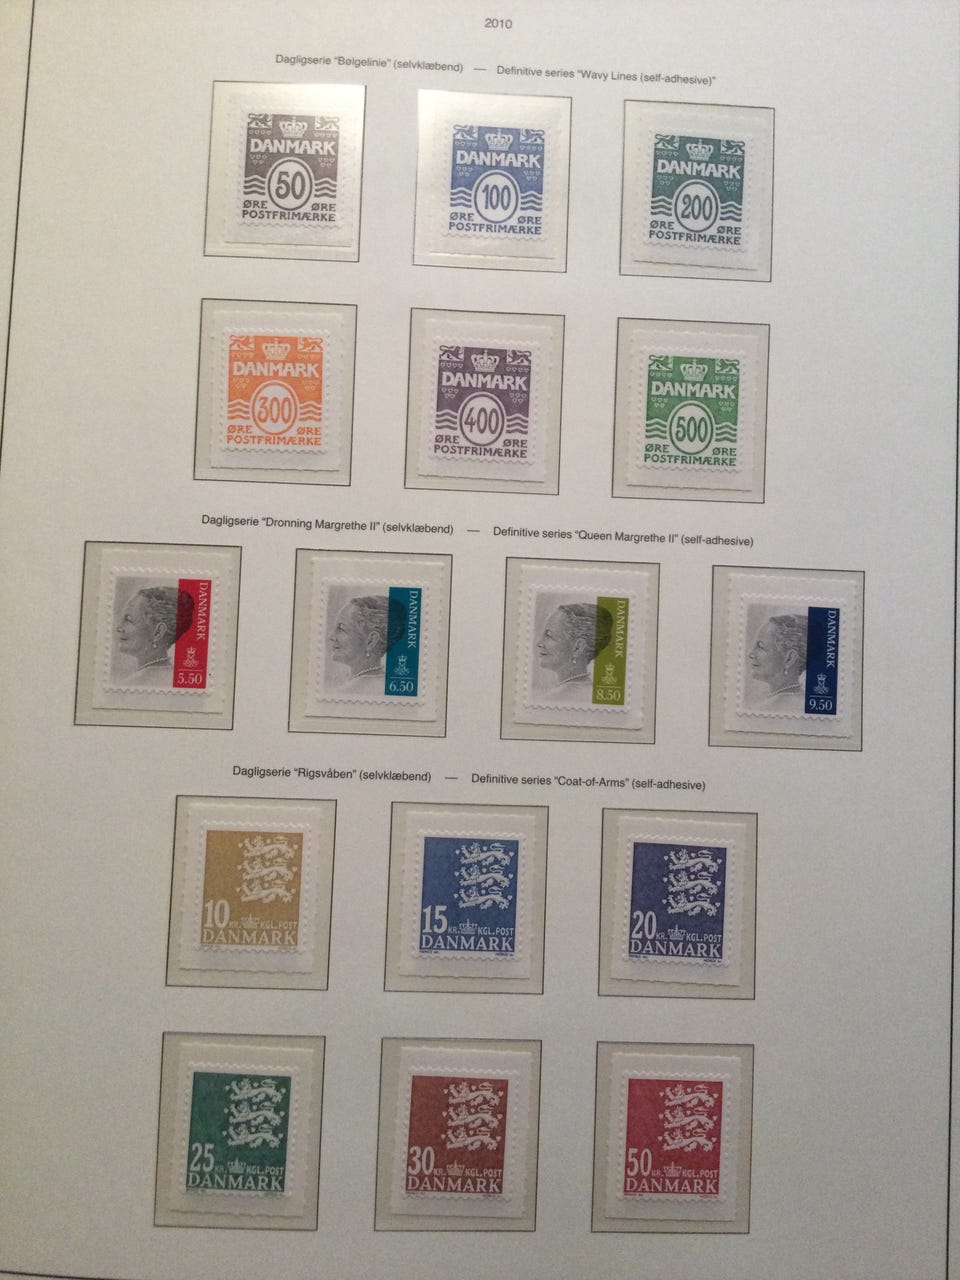 2010
Dagligserie "Bølgelinie" (selvklæbend) — Definitive series "Wavy Lines (self-adhesive)"
DANMARK
50
ØRE ØRE
POSTFRIMÆRKE
DANMARK
100
ØRE ØRE
POSTFRIMÆRKE
DANMARK
200
ØRE ØRE
POSTFRIMÆRKE
DANMARK
300
ØRE ØRE
POSTFRIMÆRKE
DANMARK
400
ØRE ØRE
POSTFRIMÆRKE
DANMARK
500
ØRE ØRE
POSTFRIMÆRKE
Dagligserie "Dronning Margrethe II" (selvklæbend) — Definitive series "Queen Margrethe II" (self-adhesive)
DANMARK
5.50
DANMARK
6.50
DANMARK
8.50
DANMARK
9.50
Dagligserie "Rigsvåben" (selvklæbend) — Definitive series "Coat-of-Arms" (self-adhesive)
10 KR. KGL.POST
DANMARK
15 KR. KGL.POST
DANMARK
20 KR. KGL.POST
DANMARK
25 KR. KGL.POST
DANMARK
30 KR. KGL.POST
DANMARK
50 KR. KGL.POST
DANMARK